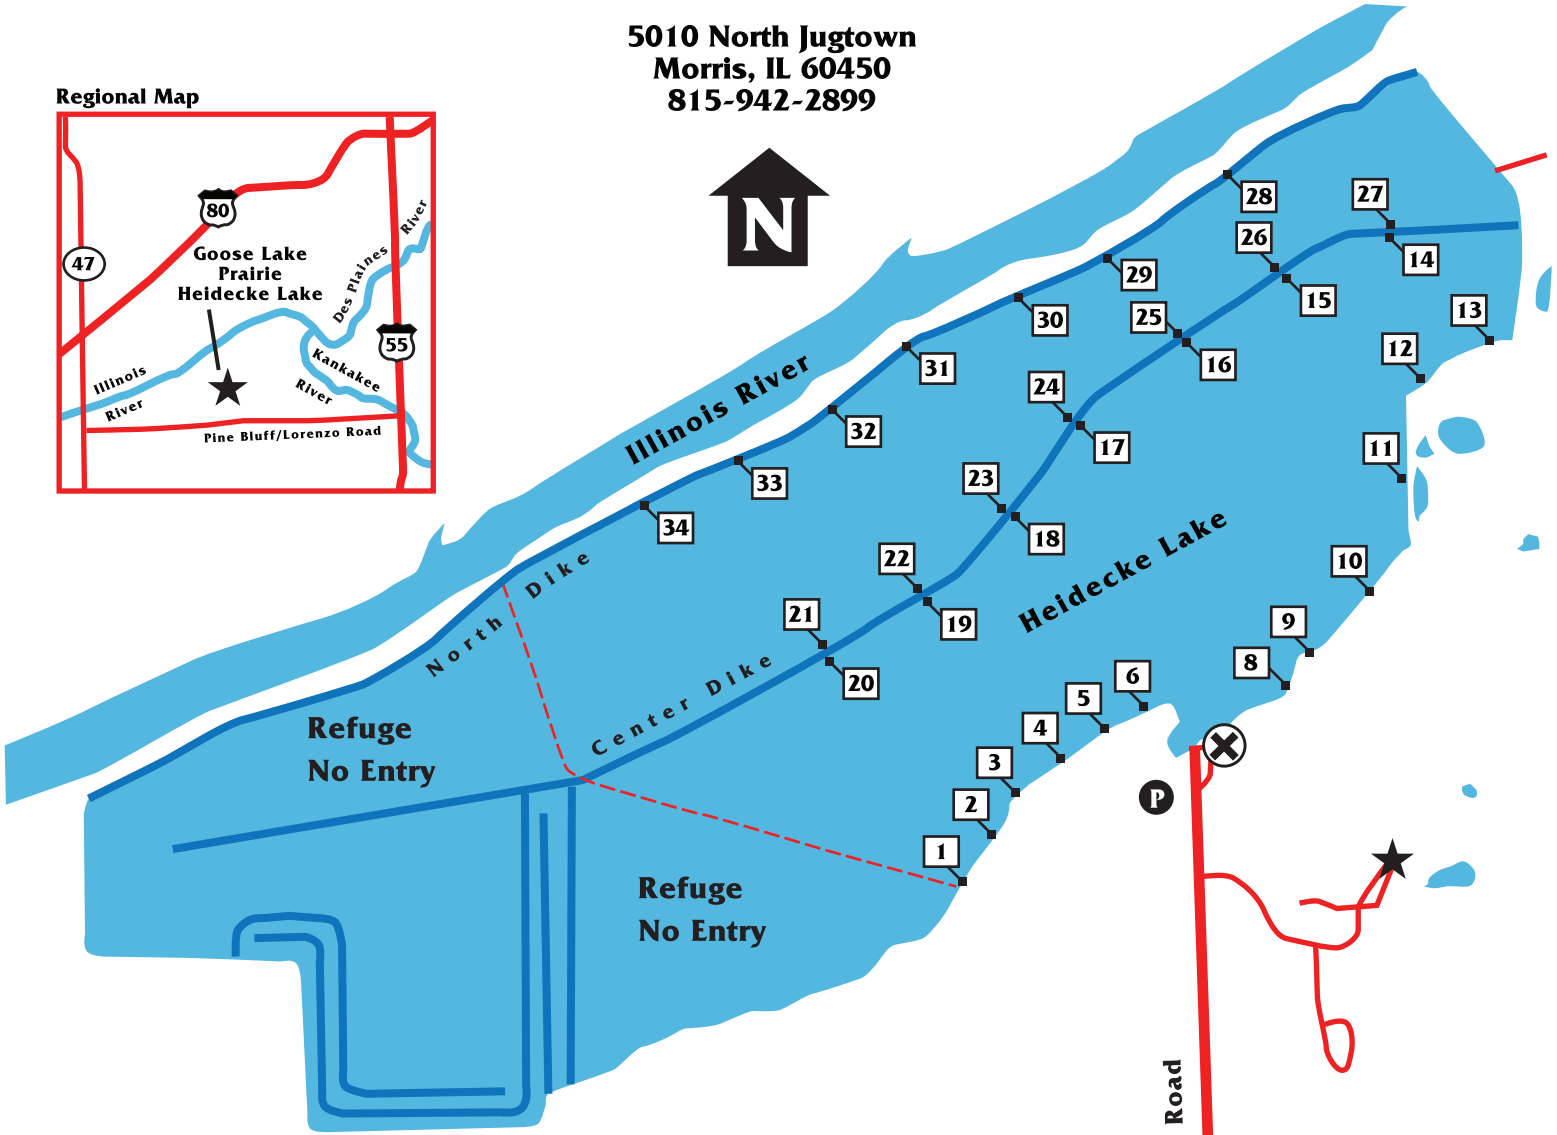 5010 North Jugtown
Morris, IL 60450
815-942-2899
Regional Map
80
47
Goose Lake
Prairie
Heidecke Lake
Des Plaines River
55
Illinois
River
Kankakee
River
Pine Bluff/Lorenzo Road
N
Illinois River
28
27
26
14
29
15
13
30
25
12
31
16
24
32
17
11
33
23
34
18
22
10
21
19
9
20
8
6
5
4
3
2
1
Heidecke Lake
North Dike
Center Dike
Refuge
No Entry
Refuge
No Entry
P
Road